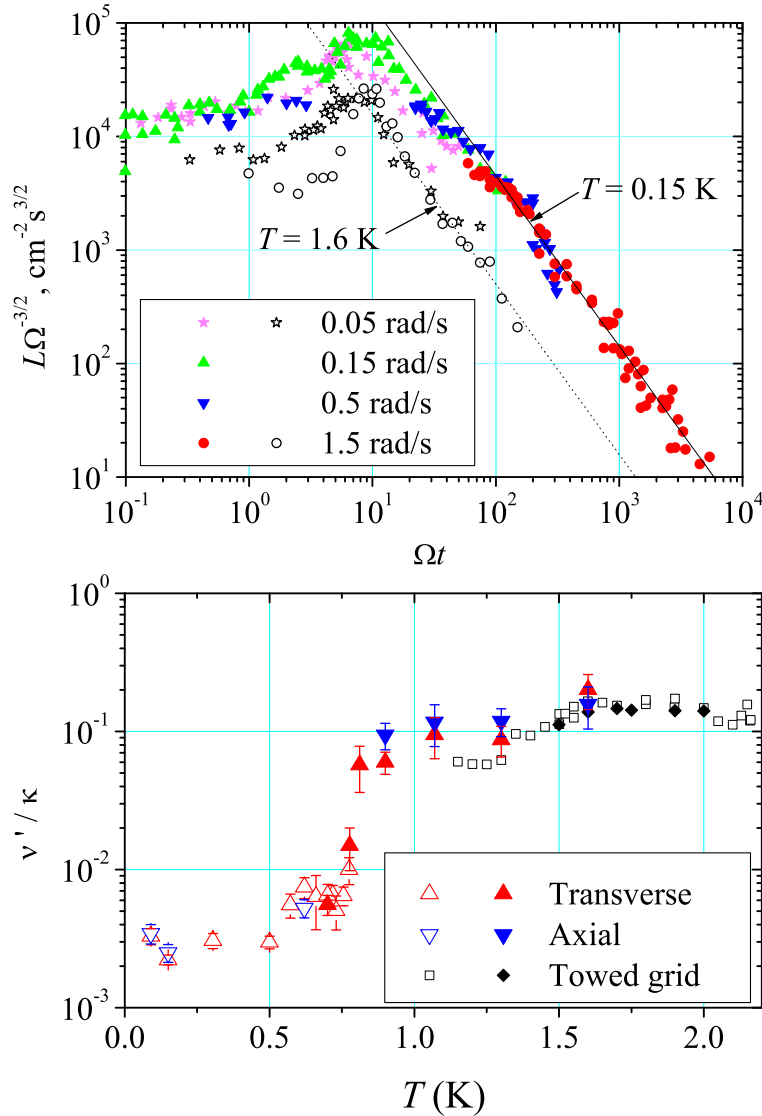 10^5
10^4
10^3
10^2
10^1
LΩ^-3/2, cm^-2 s^3/2
T = 0.15 K
T = 1.6 K
0.05 rad/s
0.15 rad/s
0.5 rad/s
1.5 rad/s
10^-1 10^0 10^1 10^2 10^3 10^4
Ωt
10^0
10^-1
10^-2
10^-3
ν ' / κ
Transverse
Axial
Towed grid
0.0 0.5 1.0 1.5 2.0
T (K)